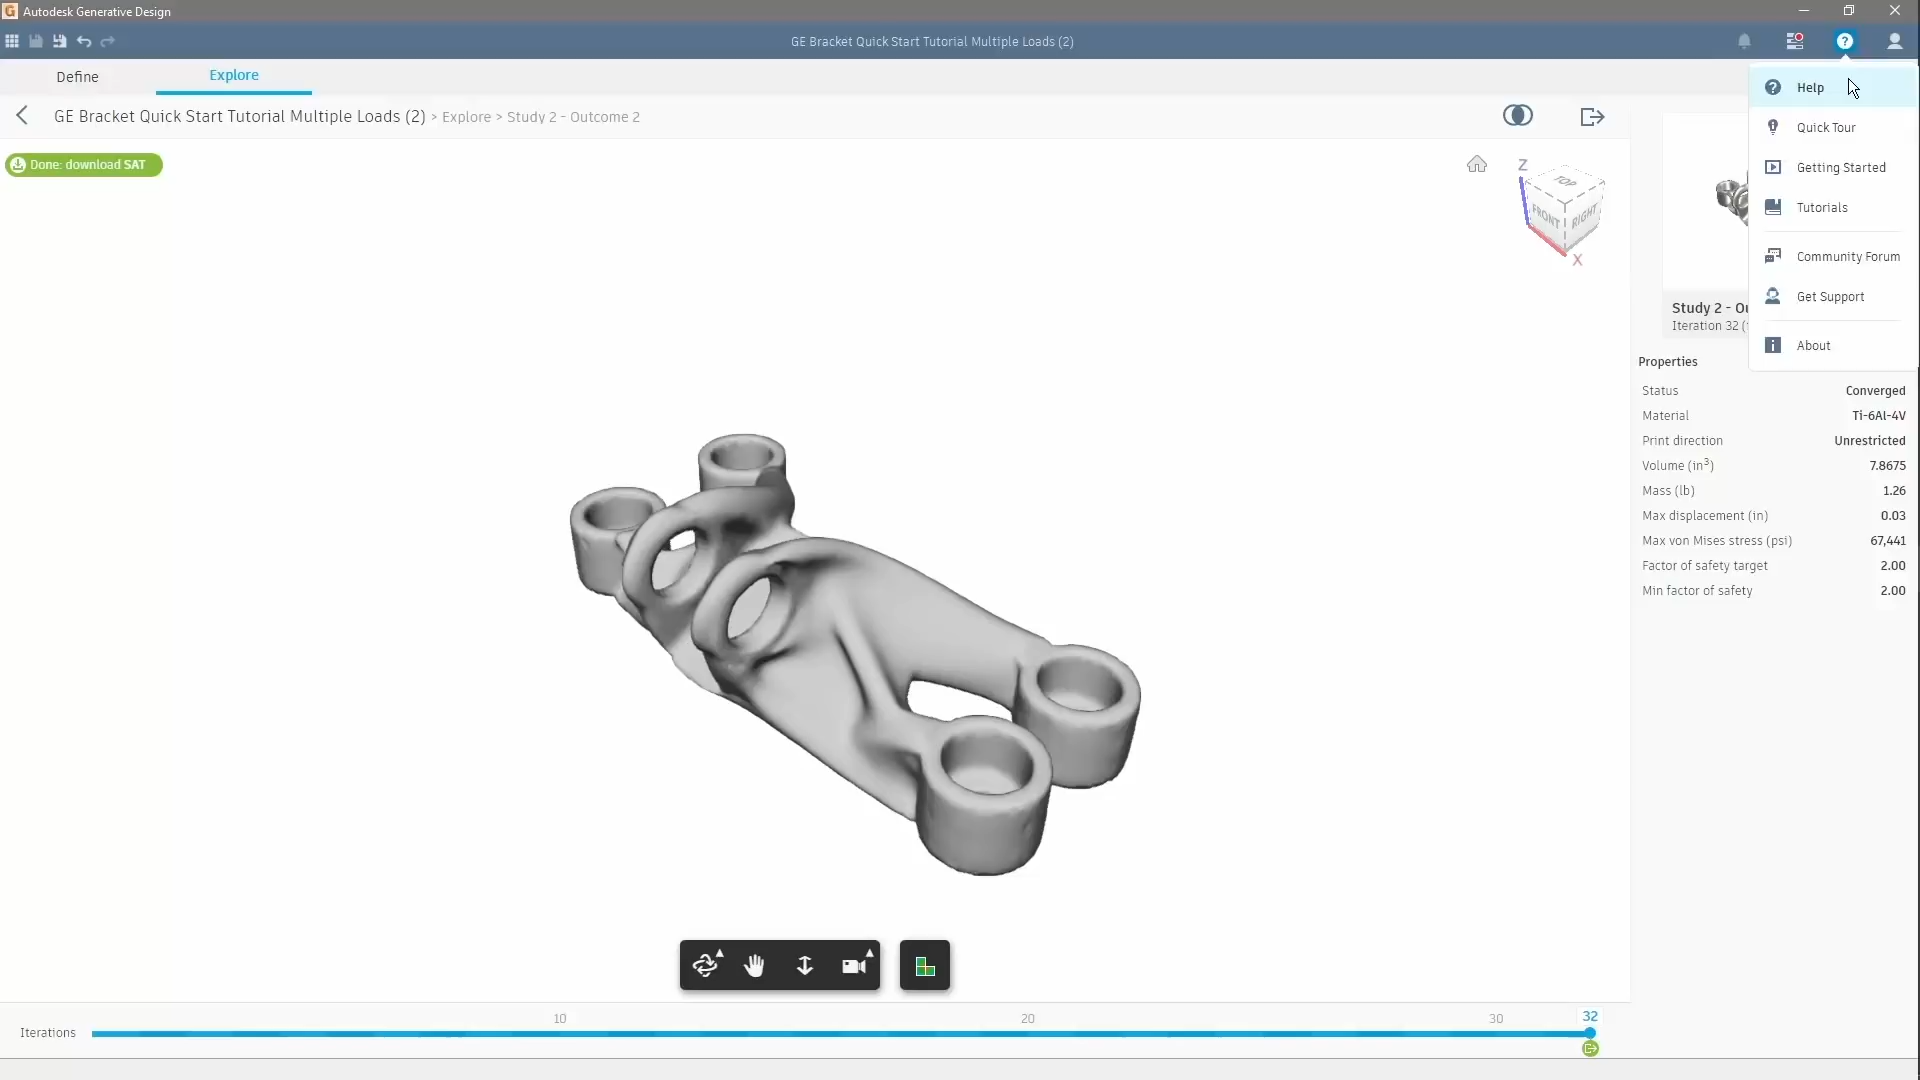 Autodesk Generative Design
GE Bracket Quick Start Tutorial Multiple Loads (2)
Define
Explore
GE Bracket Quick Start Tutorial Multiple Loads (2) > Explore > Study 2 - Outcome 2
Done: download SAT
Z
TOP
FRONT
RIGHT
X
Help
Quick Tour
Getting Started
Tutorials
Community Forum
Get Support
About
Study 2 -
Iteration 32
Properties
Status Converged
Material Ti-6Al-4V
Print direction Unrestricted
Volume (in³) 7.8675
Mass (lb) 1.26
Max displacement (in) 0.03
Max von Mises stress (psi) 67,441
Factor of safety target 2.00
Min factor of safety 2.00
10 20 30 32
Iterations